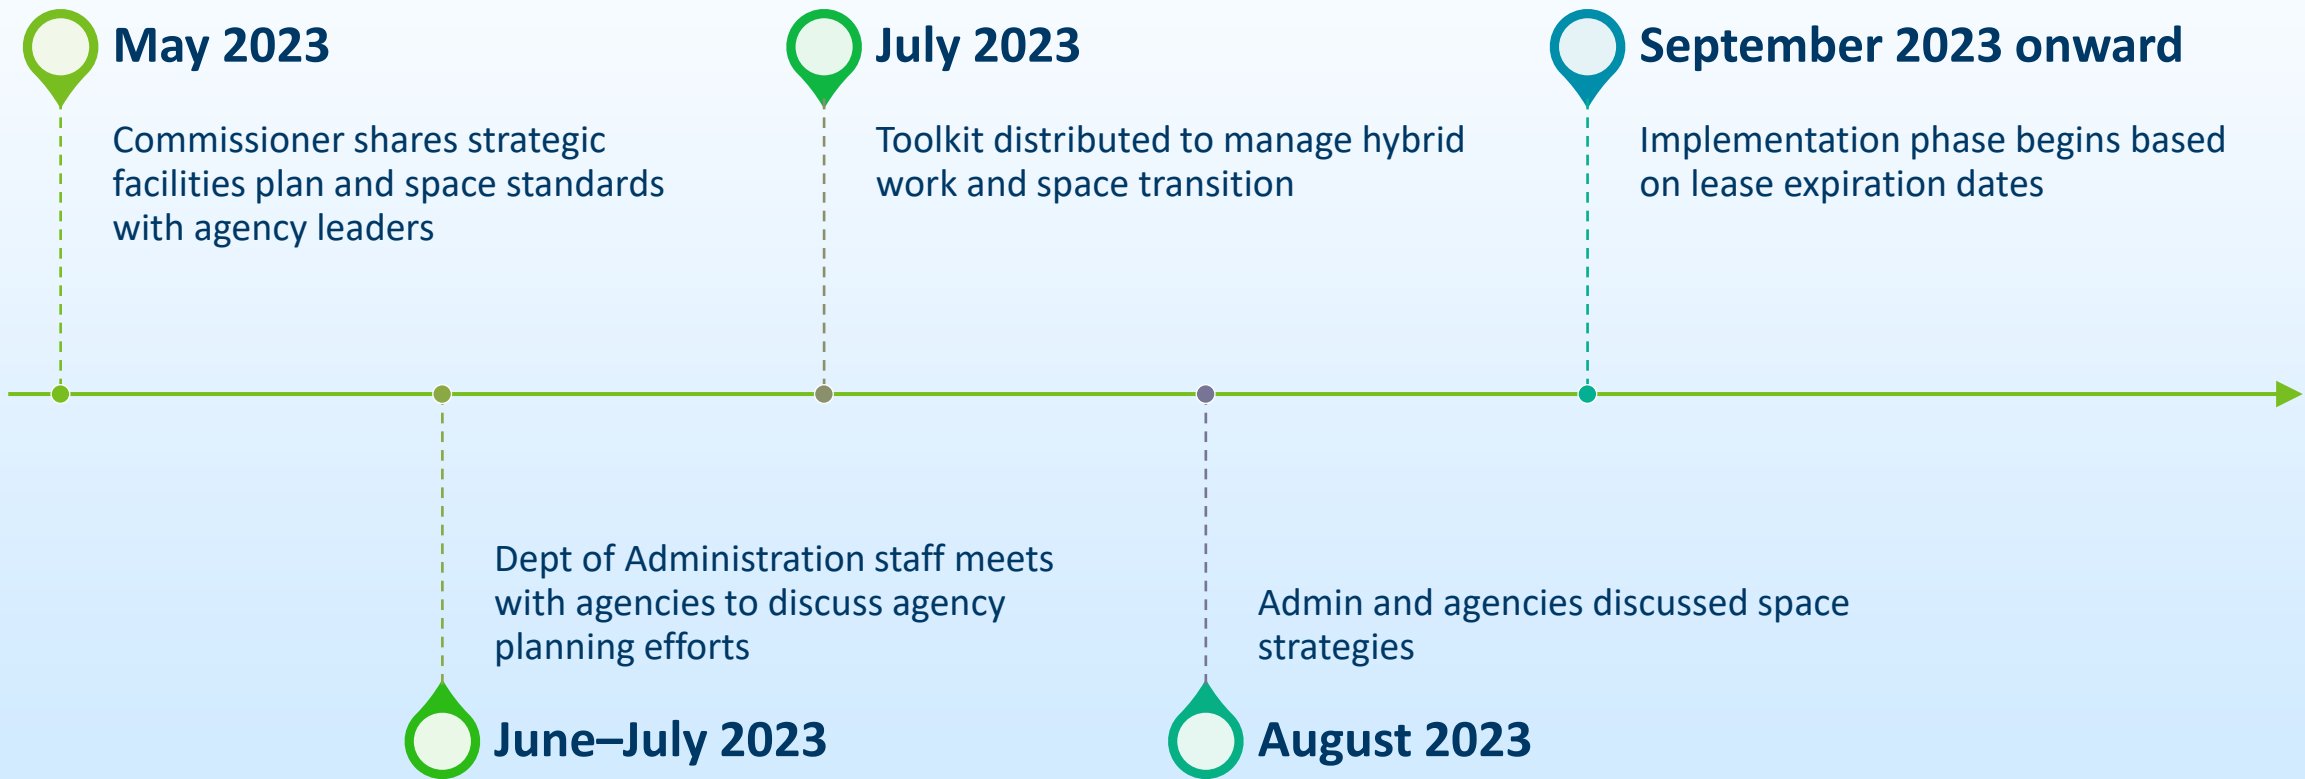 May 2023
Commissioner shares strategic
facilities plan and space standards
with agency leaders
Dept of Administration staff meets
with agencies to discuss agency
planning efforts
June–July 2023
July 2023
Toolkit distributed to manage hybrid
work and space transition
Admin and agencies discussed space
strategies
August 2023
September 2023 onward
Implementation phase begins based
on lease expiration dates